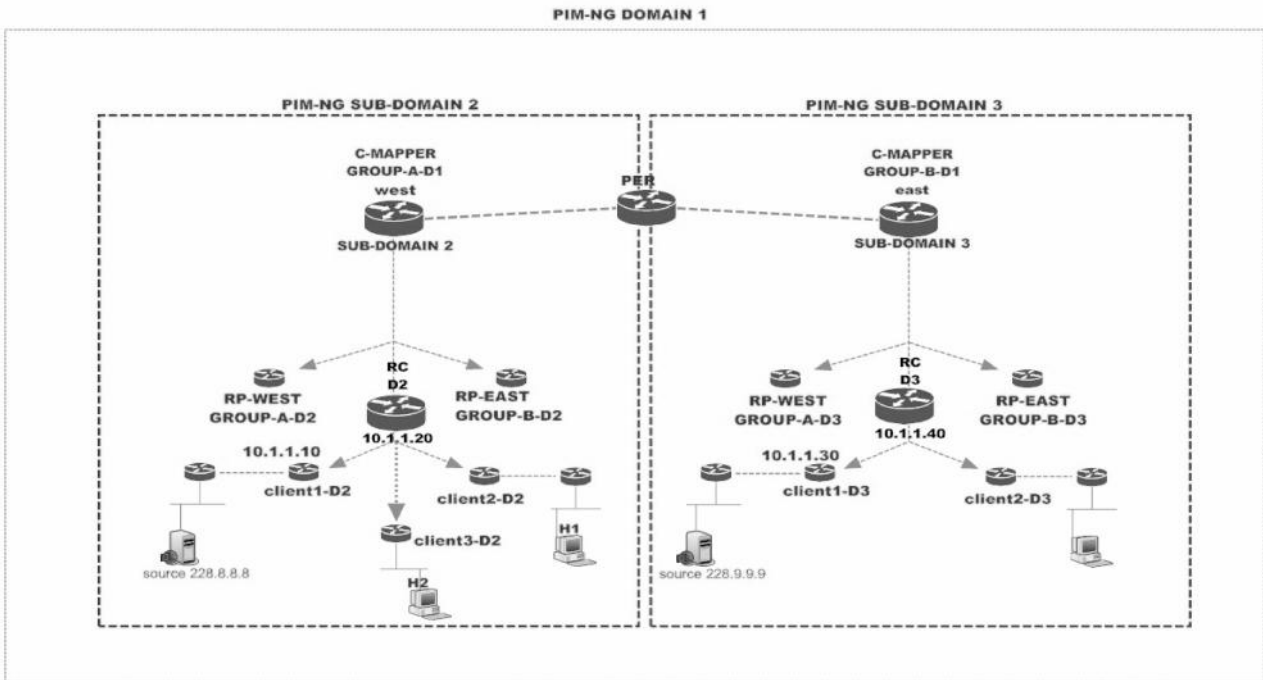 PIM-NG DOMAIN 1
PIM-NG SUB-DOMAIN 2
C-MAPPER
GROUP-A-D1
west
SUB-DOMAIN 2
RC
D2
RP-WEST
GROUP-A-D2
RP-EAST
GROUP-B-D2
10.1.1.20
10.1.1.10
client1-D2
client2-D2
client3-D2
H1
source 228.8.8.8
H2
PER
PIM-NG SUB-DOMAIN 3
C-MAPPER
GROUP-B-D1
east
SUB-DOMAIN 3
RC
D3
RP-WEST
GROUP-A-D3
RP-EAST
GROUP-B-D3
10.1.1.40
10.1.1.30
client1-D3
client2-D3
source 228.9.9.9